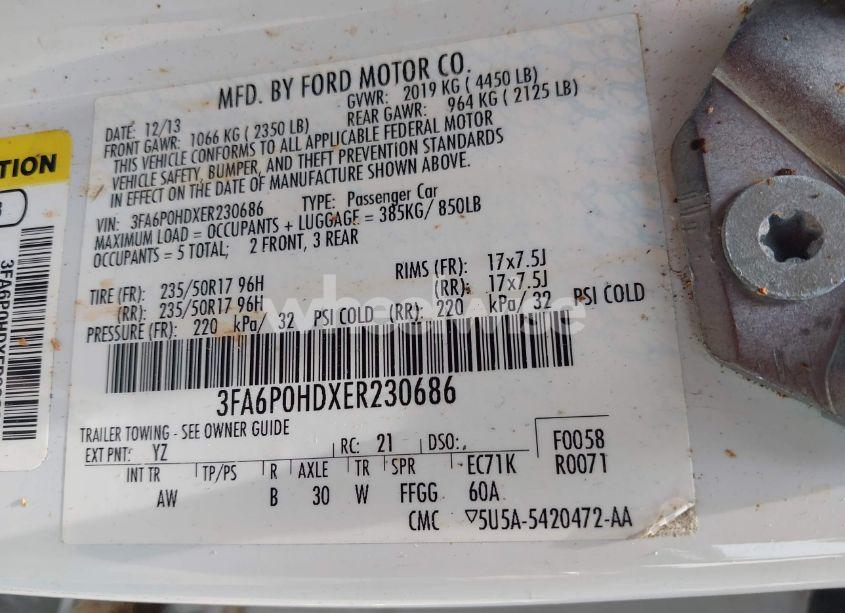 MFD. BY FORD MOTOR CO.
DATE: 12/13 GVWR: 2019 KG ( 4450 LB)
FRONT GAWR: 1066 KG ( 2350 LB) REAR GAWR: 964 KG ( 2125 LB)
THIS VEHICLE CONFORMS TO ALL APPLICABLE FEDERAL MOTOR
VEHICLE SAFETY, BUMPER, AND THEFT PREVENTION STANDARDS
IN EFFECT ON THE DATE OF MANUFACTURE SHOWN ABOVE.
VIN: 3FA6P0HDXER230686 TYPE: Passenger Car
MAXIMUM LOAD = OCCUPANTS + LUGGAGE = 385KG/ 850LB
OCCUPANTS = 5 TOTAL; 2 FRONT, 3 REAR
TIRE (FR): 235/50R17 96H RIMS (FR): 17x7.5J
(RR): 235/50R17 96H (RR): 17x7.5J
PRESSURE (FR): 220 kPa/ 32 PSI COLD (RR): 220 kPa/ 32 PSI COLD
wheelwise
3FA6P0HDXER230686
TRAILER TOWING - SEE OWNER GUIDE
EXT PNT: YZ RC: 21 DSO: F0058
INT TR TP/PS R AXLE TR SPR EC71K R0071
AW B 30 W FFGG 60A
CMC ▽5U5A-5420472-AA